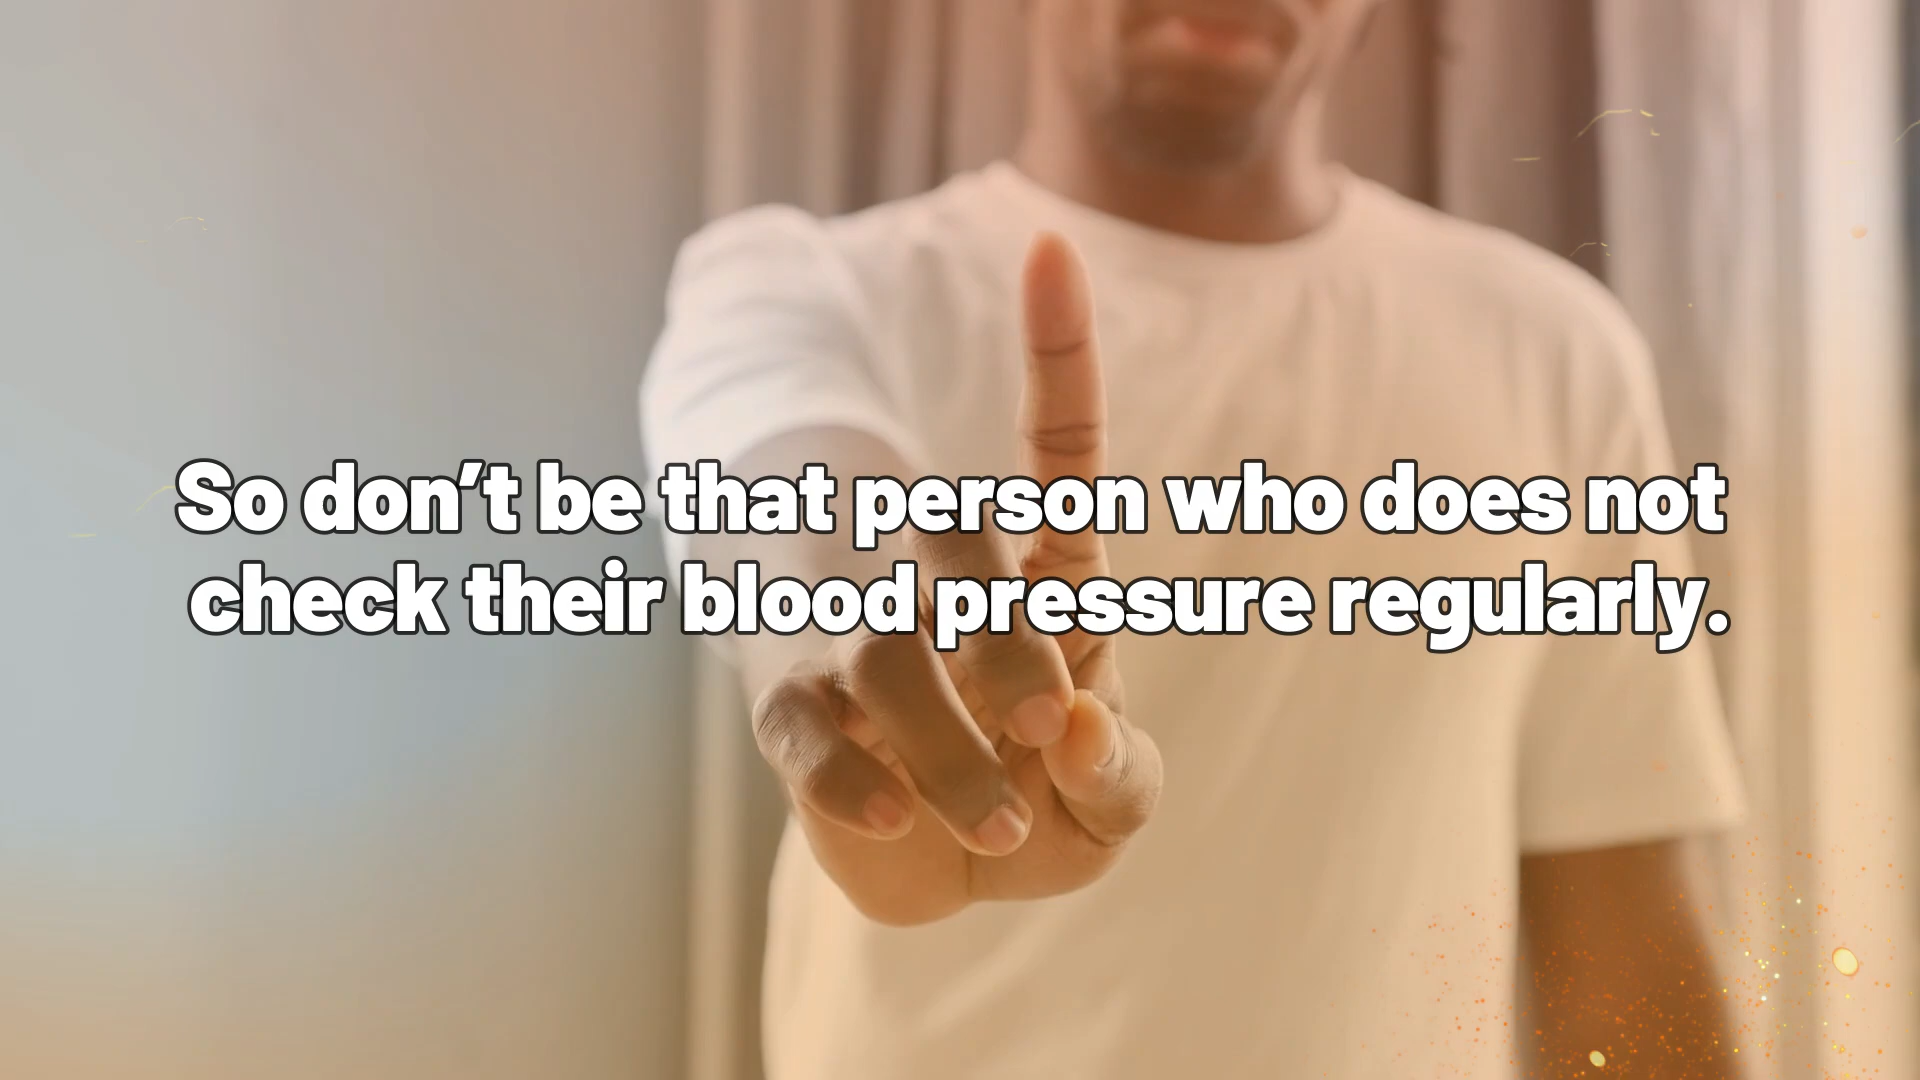 So don’t be that person who does not
check their blood pressure regularly.